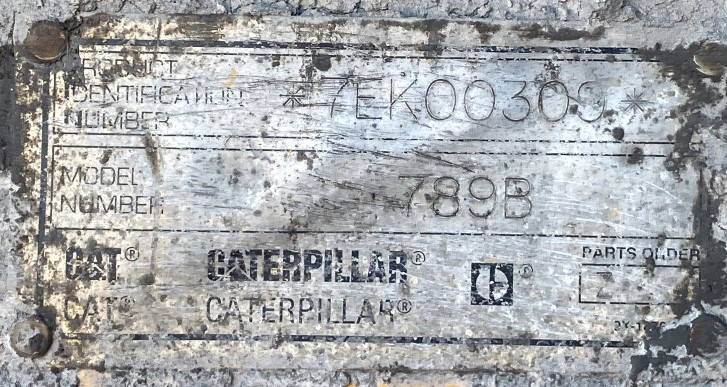 PRODUCT
IDENTIFICATION
NUMBER
*7EK00309*
MODEL
NUMBER
789B
CAT® CATERPILLAR® ®
PARTS ORDER
Z
CAT® CATERPILLAR®